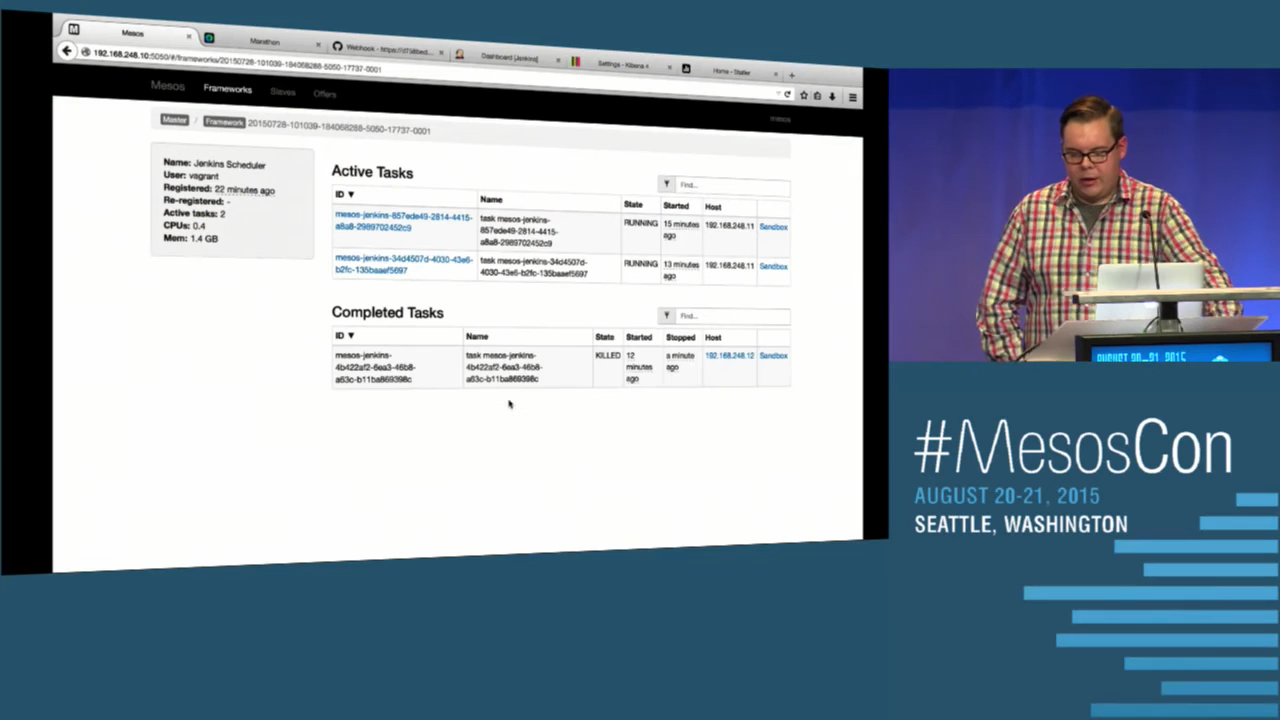 Mesos
Marathon
Webhook - https://d758bed...
Dashboard [Jenkins]
Settings - Kibana 4
Home - Statler
192.168.248.10:5050/#/frameworks/20150728-101039-184068288-5050-17737-0001
Mesos Frameworks Slaves Offers
mesos
Master / Framework 20150728-101039-184068288-5050-17737-0001
Name: Jenkins Scheduler
User: vagrant
Registered: 22 minutes ago
Re-registered: -
Active tasks: 2
CPUs: 0.4
Mem: 1.4 GB
Active Tasks
Find...
ID ▼ Name State Started Host
mesos-jenkins-857ede49-2814-4415-a8a8-2989702452c9 task mesos-jenkins-857ede49-2814-4415-a8a8-2989702452c9 RUNNING 15 minutes ago 192.168.248.11 Sandbox
mesos-jenkins-34d4507d-4030-43e6-b2fc-135baaef5697 task mesos-jenkins-34d4507d-4030-43e6-b2fc-135baaef5697 RUNNING 13 minutes ago 192.168.248.11 Sandbox
Completed Tasks
Find...
ID ▼ Name State Started Stopped Host
mesos-jenkins-4b422af2-6ea3-46b8-a63c-b11ba869398c task mesos-jenkins-4b422af2-6ea3-46b8-a63c-b11ba869398c KILLED 12 minutes ago a minute ago 192.168.248.12 Sandbox
AUGUST 20-21, 2015
#MesosCon
AUGUST 20-21, 2015
SEATTLE, WASHINGTON